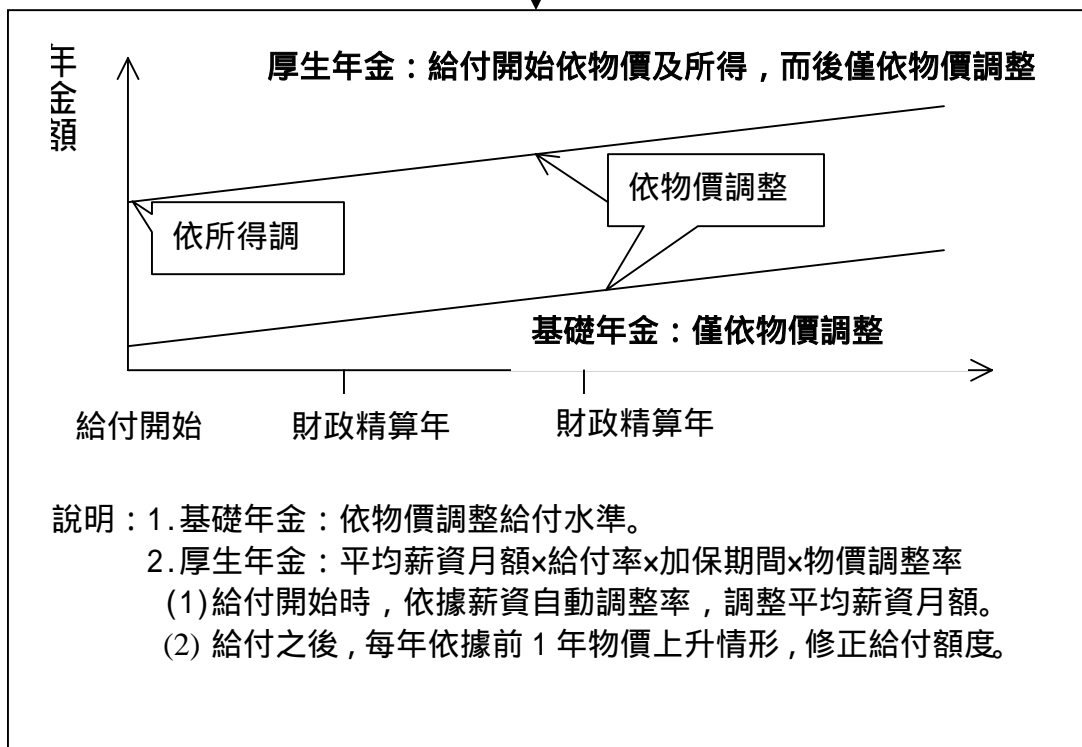 年金額
厚生年金：給付開始依物價及所得，而後僅依物價調整
依物價調整
依所得調
基礎年金：僅依物價調整
給付開始
財政精算年
財政精算年
說明：1.基礎年金：依物價調整給付水準。
2.厚生年金：平均薪資月額×給付率×加保期間×物價調整率
(1)給付開始時，依據薪資自動調整率，調整平均薪資月額。
(2) 給付之後，每年依據前 1 年物價上升情形，修正給付額度。